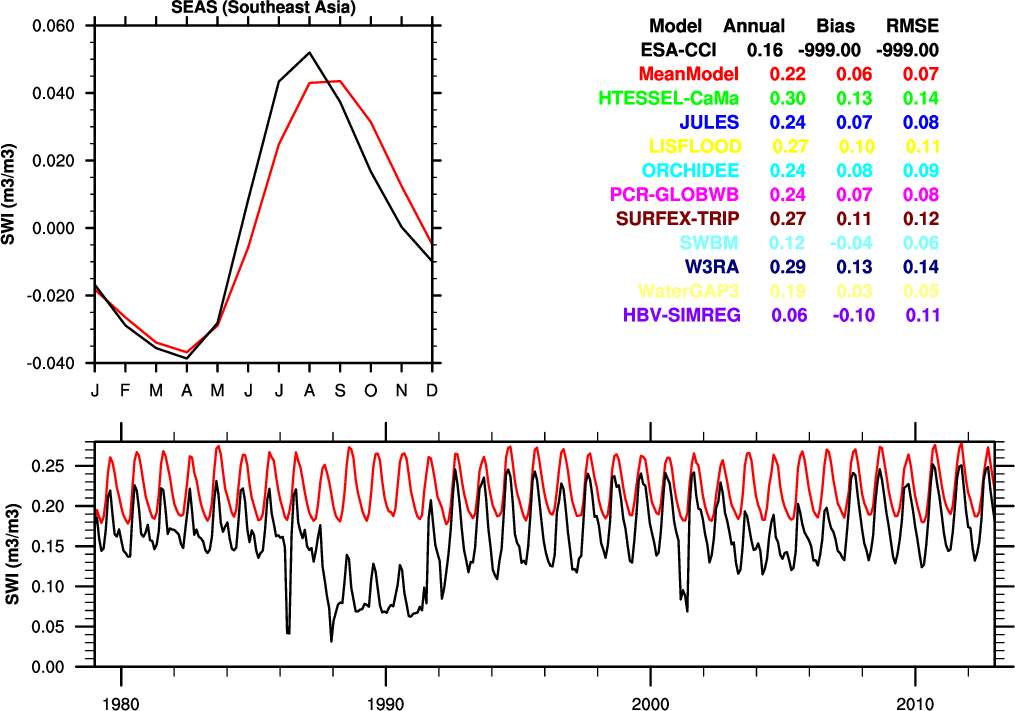 SEAS (Southeast Asia)
0.060
0.040
0.020
0.000
-0.020
-0.040
SWI (m3/m3)
J F M A M J J A S O N D
Model Annual Bias RMSE
ESA-CCI 0.16 -999.00 -999.00
MeanModel 0.22 0.06 0.07
HTESSEL-CaMa 0.30 0.13 0.14
JULES 0.24 0.07 0.08
LISFLOOD 0.27 0.10 0.11
ORCHIDEE 0.24 0.08 0.09
PCR-GLOBWB 0.24 0.07 0.08
SURFEX-TRIP 0.27 0.11 0.12
SWBM 0.12 -0.04 0.06
W3RA 0.29 0.13 0.14
WaterGAP3 0.19 0.03 0.05
HBV-SIMREG 0.06 -0.10 0.11
0.25
0.20
0.15
0.10
0.05
0.00
SWI (m3/m3)
1980 1990 2000 2010